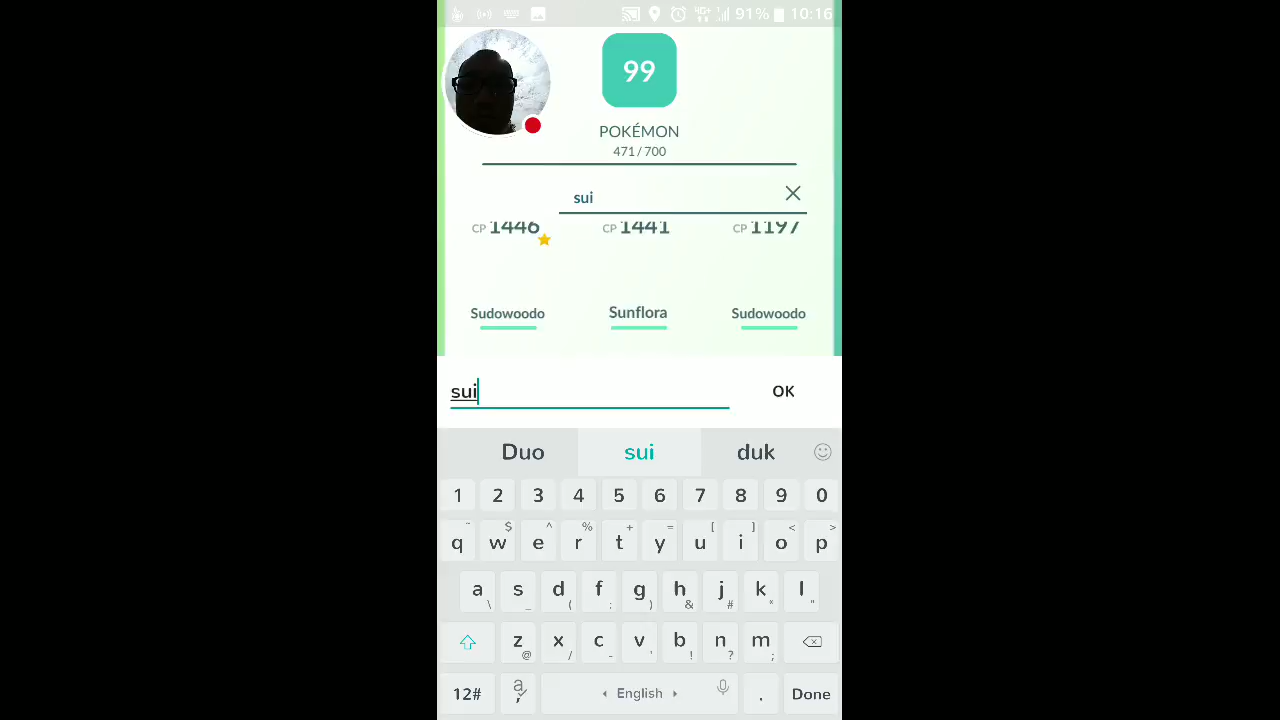 91% 10:16
99
POKÉMON
471 / 700
sui
CP 1446 CP 1441 CP 1197
Sudowoodo Sunflora Sudowoodo
sui OK
Duo sui duk
1 2 3 4 5 6 7 8 9 0
~ $ ^ % + = [ ] < >
q w e r t y u i o p
a s d f g h j k l
\ _ ( : ) & # * "
z x c v b n m
@ / - ' ! ? ;
12# , English . Done